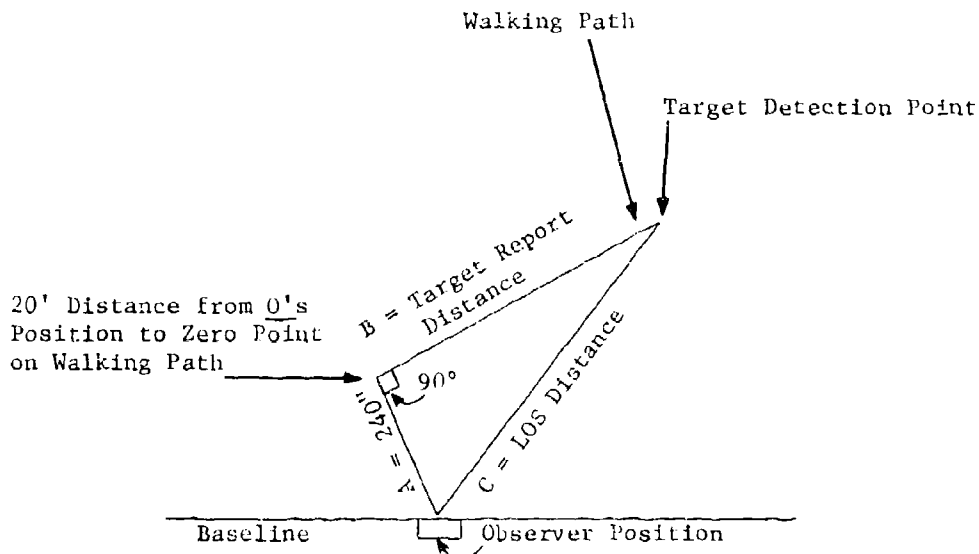 Walking Path
Target Detection Point
B = Target Report
Distance
20' Distance from O's
Position to Zero Point
on Walking Path
90°
A = 240"
C = LOS Distance
Baseline
Observer Position